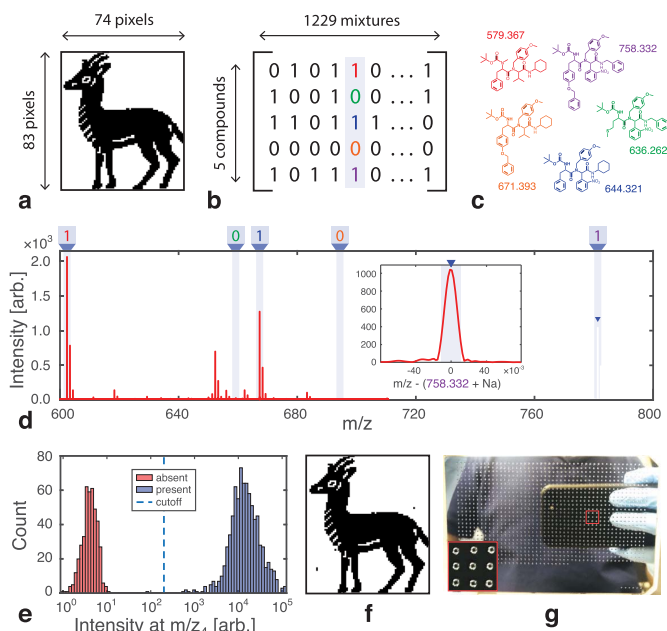 74 pixels
83 pixels
a
1229 mixtures
5 compounds
0 1 0 1 1 0 ... 1
1 0 0 1 0 0 ... 1
1 1 0 1 1 1 ... 0
0 0 0 0 0 0 ... 0
1 0 1 1 1 0 ... 1
b
579.367
758.332
636.262
671.393
644.321
c
1 0 1 0 1
×10³
2.0
1.5
1.0
0.5
0.0
Intensity [arb.]
600 640 680 720 760 800
m/z
1000
800
600
400
200
0
-40 0 40 ×10⁻³
m/z - (758.332 + Na)
d
80
60
40
20
0
Count
absent
present
cutoff
10⁰ 10¹ 10² 10³ 10⁴ 10⁵
Intensity at m/z₄ [arb.]
e
f
g